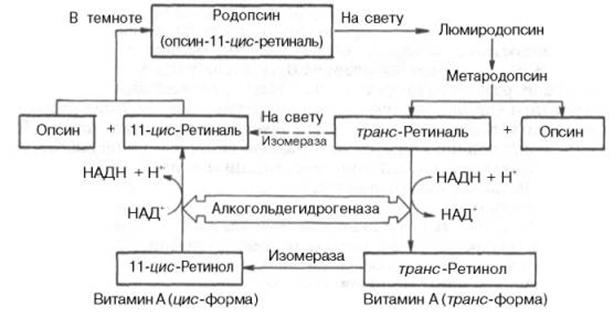 В темноте
Родопсин
(опсин-11-цис-ретиналь)
На свету
Люмиродопсин
Метародопсин
Опсин
+
11-цис-Ретиналь
На свету
Изомераза
транс-Ретиналь
+
Опсин
НАДН + Н⁺
НАД⁺
Алкогольдегидрогеназа
НАДН + Н⁺
НАД⁺
11-цис-Ретинол
Изомераза
транс-Ретинол
Витамин А (цис-форма)
Витамин А (транс-форма)